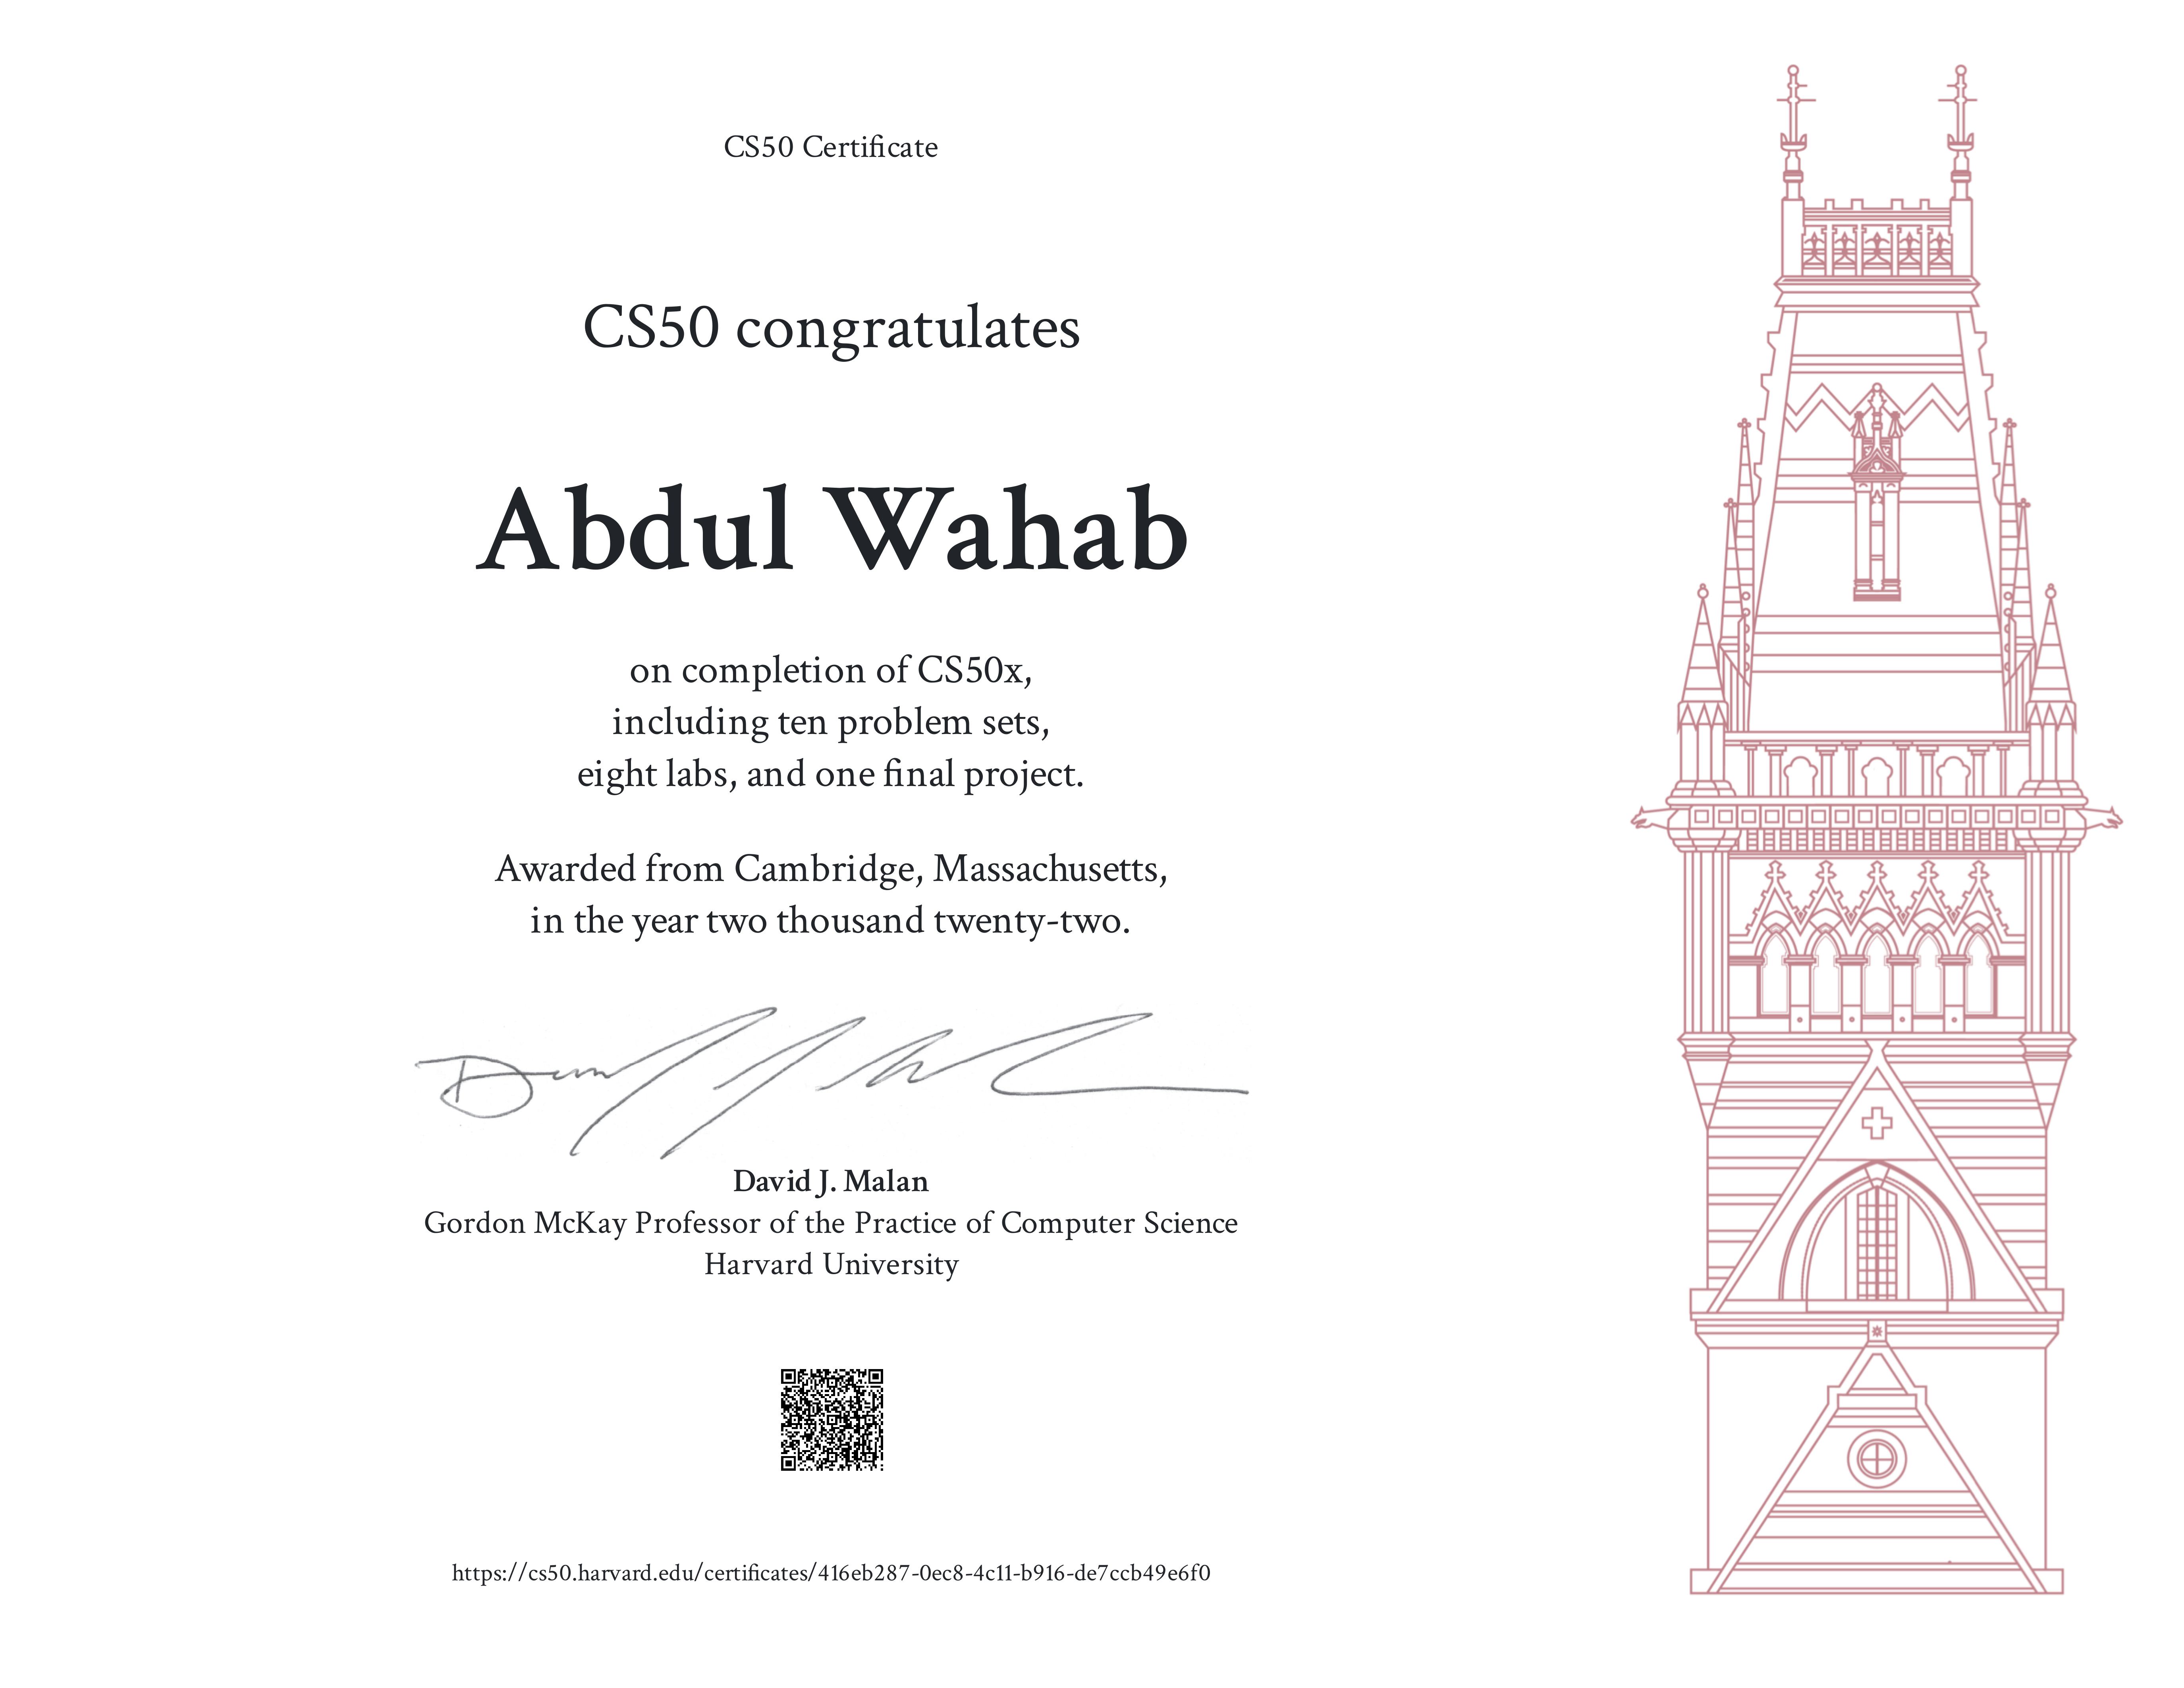 CS50 Certificate
CS50 congratulates
Abdul Wahab
on completion of CS50x,
including ten problem sets,
eight labs, and one final project.
Awarded from Cambridge, Massachusetts,
in the year two thousand twenty-two.
David J. Malan
Gordon McKay Professor of the Practice of Computer Science
Harvard University
https://cs50.harvard.edu/certificates/416eb287-0ec8-4c11-b916-de7ccb49e6f0